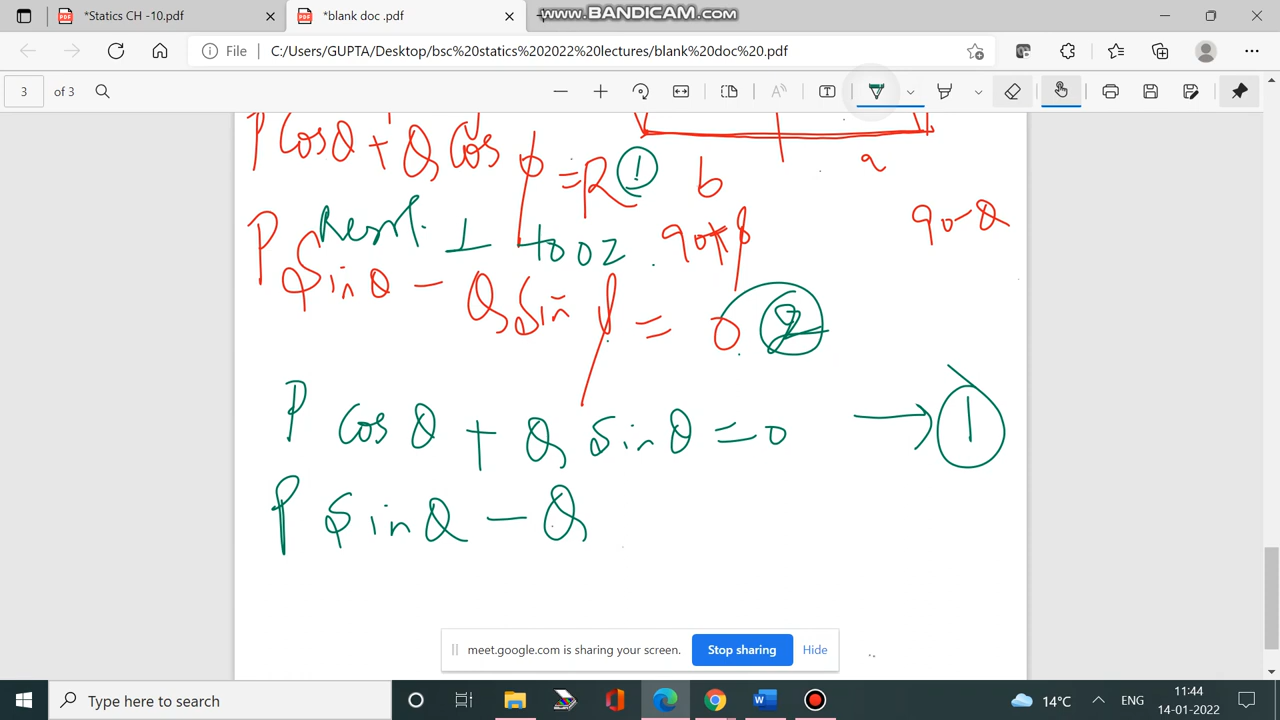 *Statics CH -10.pdf
*blank doc .pdf
www.BANDICAM.com
File
C:/Users/GUPTA/Desktop/bsc%20statics%202022%20lectures/blank%20doc%20.pdf
3 of 3
P Cosθ + Q Cos ϕ = R ①
b
a
Resol. ⊥ to OZ
90+ϕ
90-θ
P Sinθ - Q Sin ϕ = 0 ②
P Cosθ + Q Sinθ = 0 → ①
P Sinθ - Q
meet.google.com is sharing your screen.
Stop sharing
Hide
Type here to search
14°C
ENG
11:44
14-01-2022